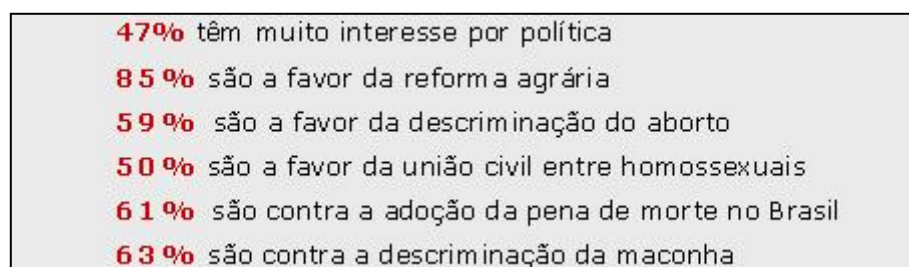 47% têm muito interesse por política
85% são a favor da reforma agrária
59% são a favor da descriminação do aborto
50% são a favor da união civil entre homossexuais
61% são contra a adoção da pena de morte no Brasil
63% são contra a descriminação da maconha